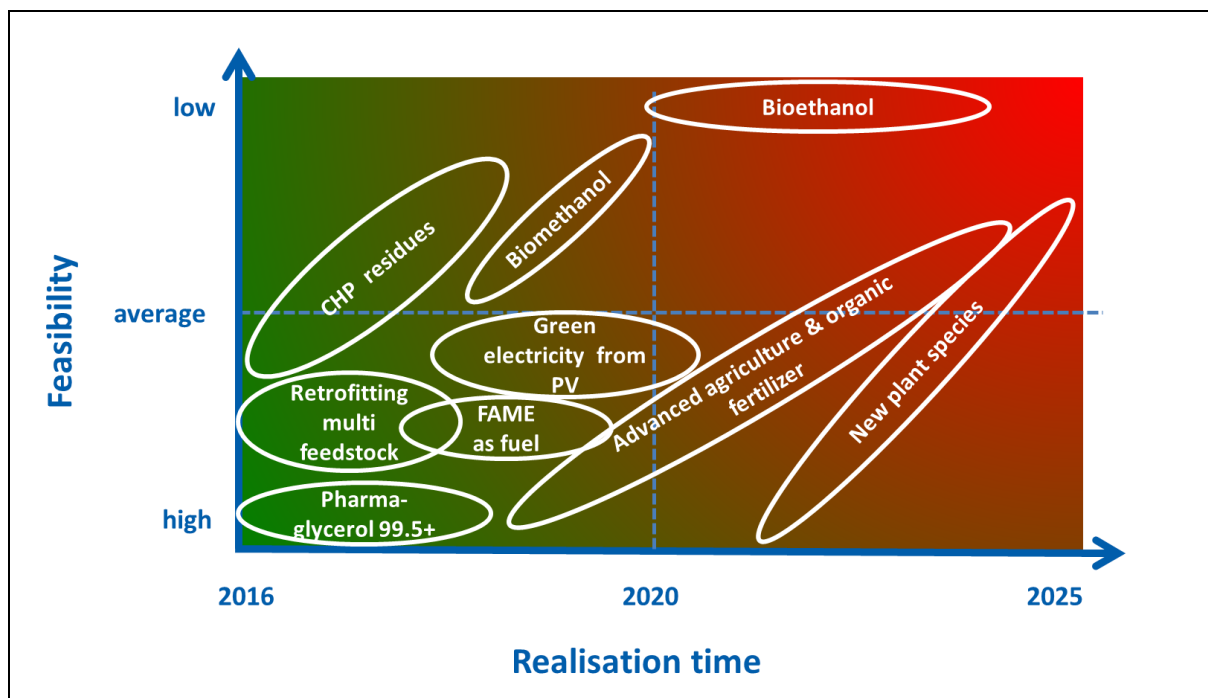 low
Bioethanol
Biomethanol
CHP residues
Feasibility
average
Green
electricity from
PV
Advanced agriculture & organic
fertilizer
New plant species
Retrofitting
multi
feedstock
FAME
as fuel
Pharma-
glycerol 99.5+
high
2016
2020
2025
Realisation time